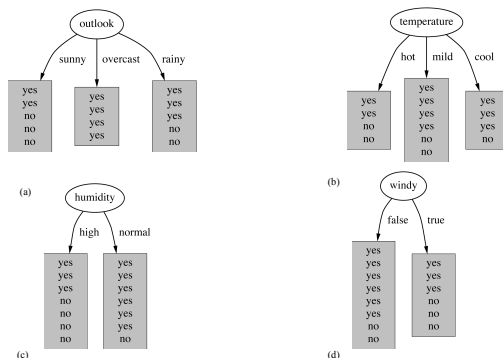 outlook
sunny overcast rainy
yes
yes
no
no
no
yes
yes
yes
yes
yes
yes
yes
no
no
(a)
temperature
hot mild cool
yes
yes
no
no
yes
yes
yes
yes
no
no
yes
yes
yes
no
(b)
humidity
high normal
yes
yes
yes
no
no
no
no
yes
yes
yes
yes
yes
yes
no
(c)
windy
false true
yes
yes
yes
yes
yes
yes
no
no
yes
yes
yes
no
no
no
(d)